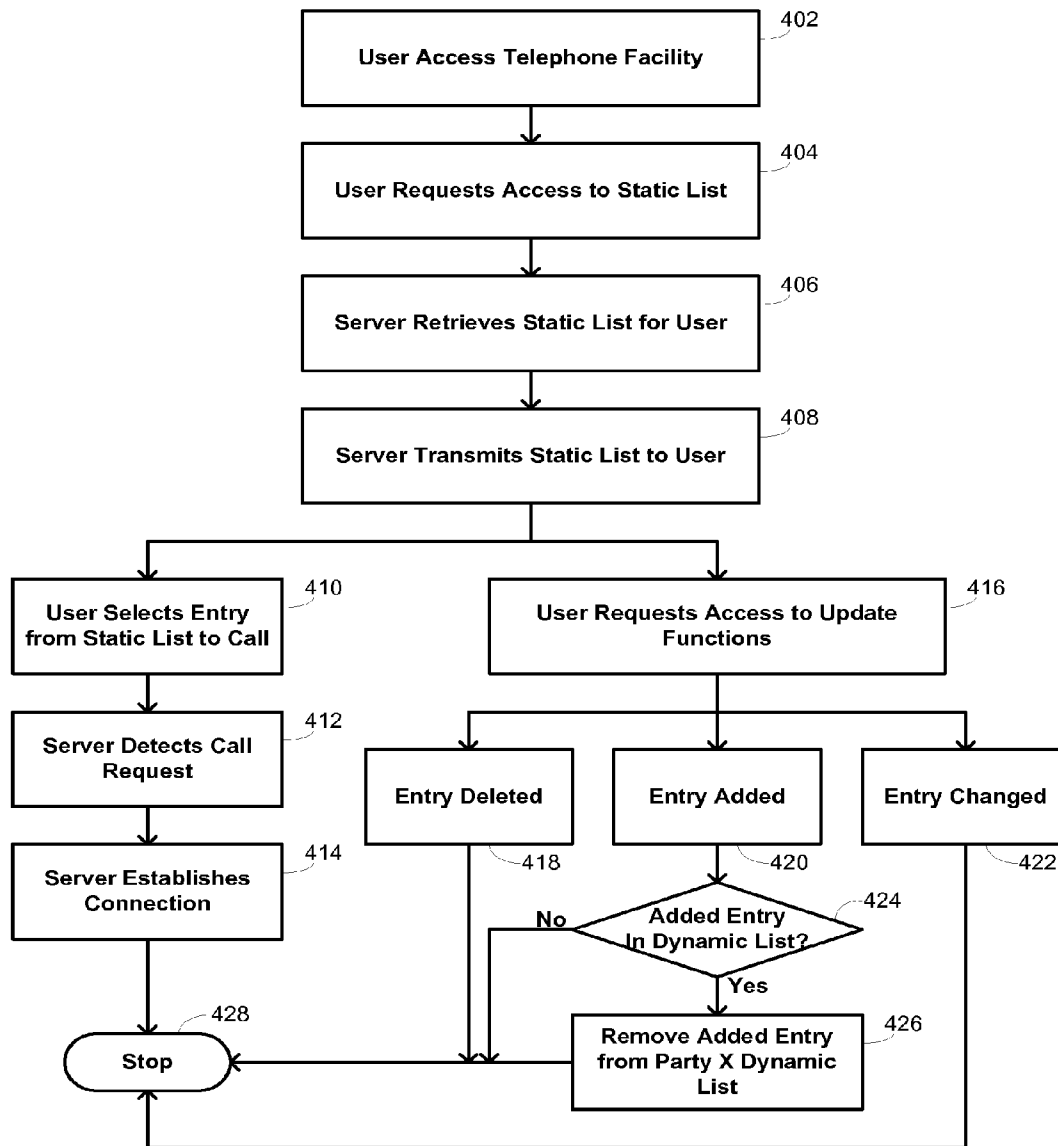 402
User Access Telephone Facility
404
User Requests Access to Static List
406
Server Retrieves Static List for User
408
Server Transmits Static List to User
410
User Selects Entry
from Static List to Call
416
User Requests Access to Update
Functions
412
Server Detects Call
Request
Entry Deleted
Entry Added
Entry Changed
418
420
422
414
Server Establishes
Connection
424
No
Added Entry
In Dynamic List?
Yes
428
Stop
426
Remove Added Entry
from Party X Dynamic
List